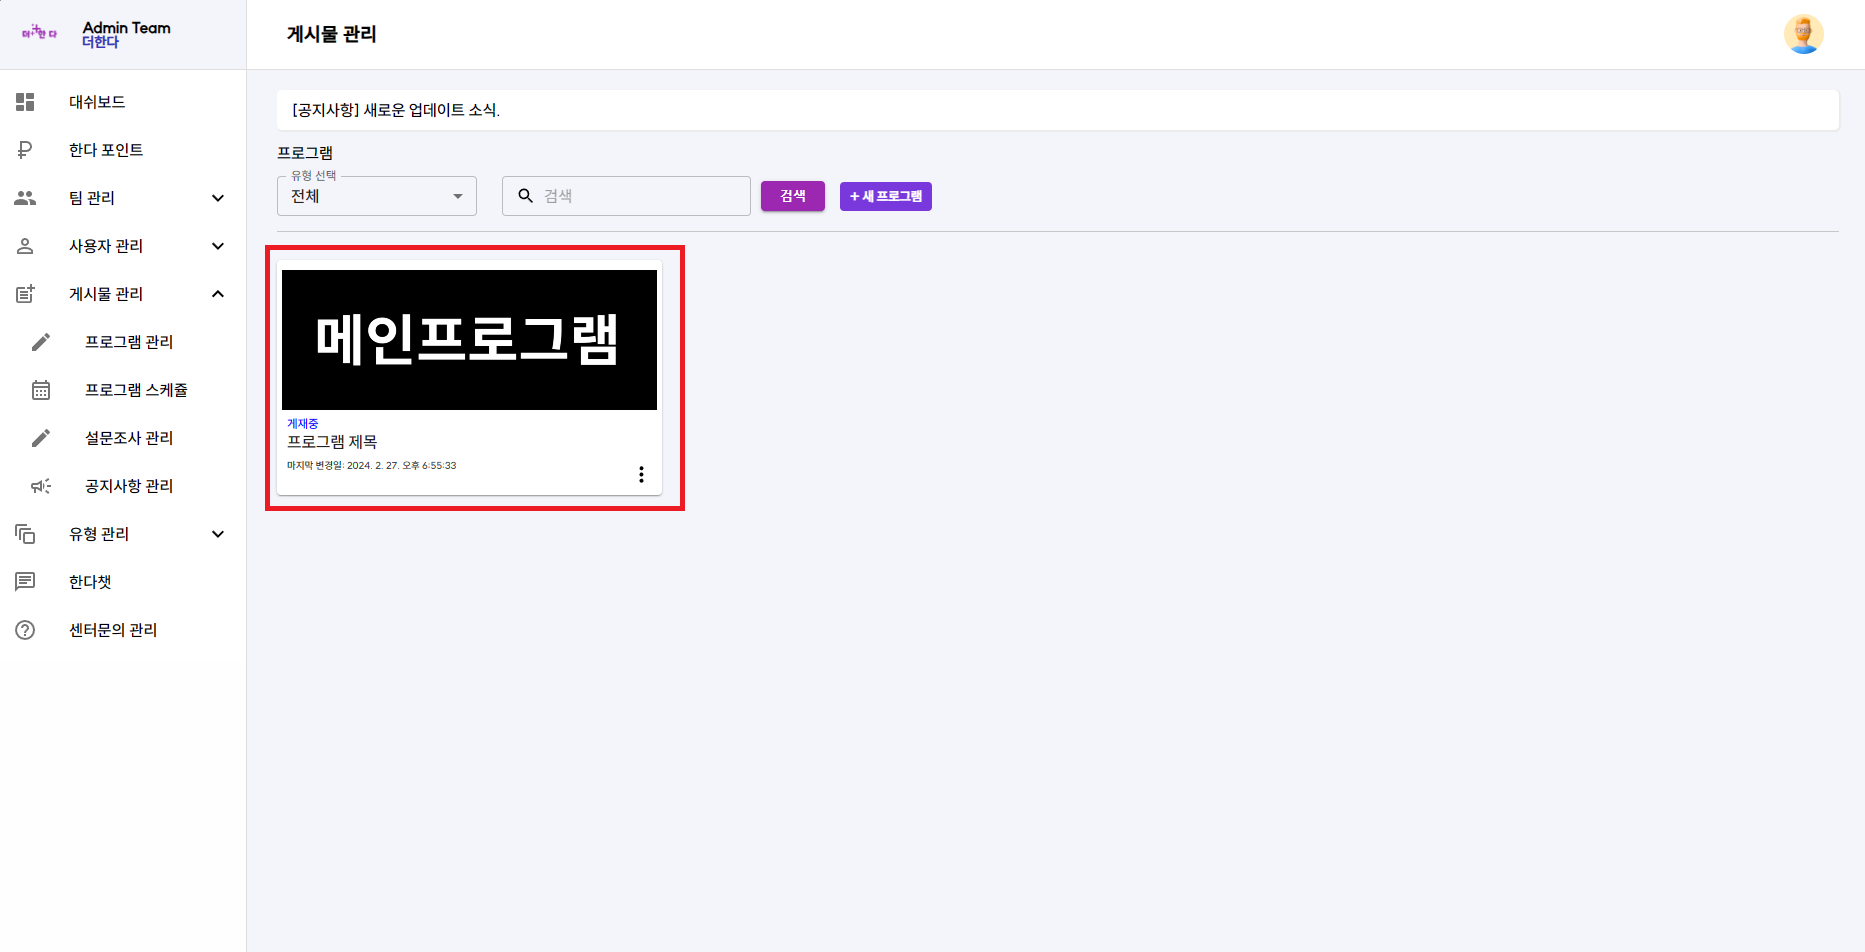 더한다
Admin Team
더한다
게시물 관리
대쉬보드
한다 포인트
팀 관리
사용자 관리
게시물 관리
프로그램 관리
프로그램 스케쥴
설문조사 관리
공지사항 관리
유형 관리
한다챗
센터문의 관리
[공지사항] 새로운 업데이트 소식.
프로그램
유형 선택
전체
검색
검색
+ 새 프로그램
메인프로그램
게재중
프로그램 제목
마지막 변경일: 2024. 2. 27. 오후 6:55:33